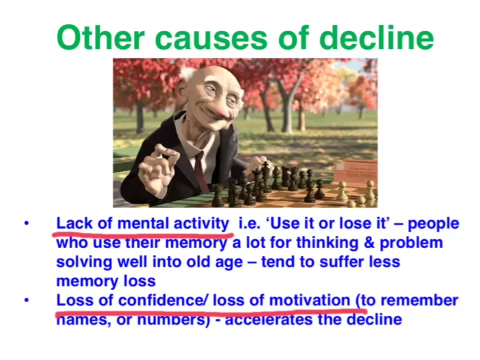 Other causes of decline
• Lack of mental activity i.e. ‘Use it or lose it’ – people
who use their memory a lot for thinking & problem
solving well into old age – tend to suffer less
memory loss
• Loss of confidence/ loss of motivation (to remember
names, or numbers) - accelerates the decline